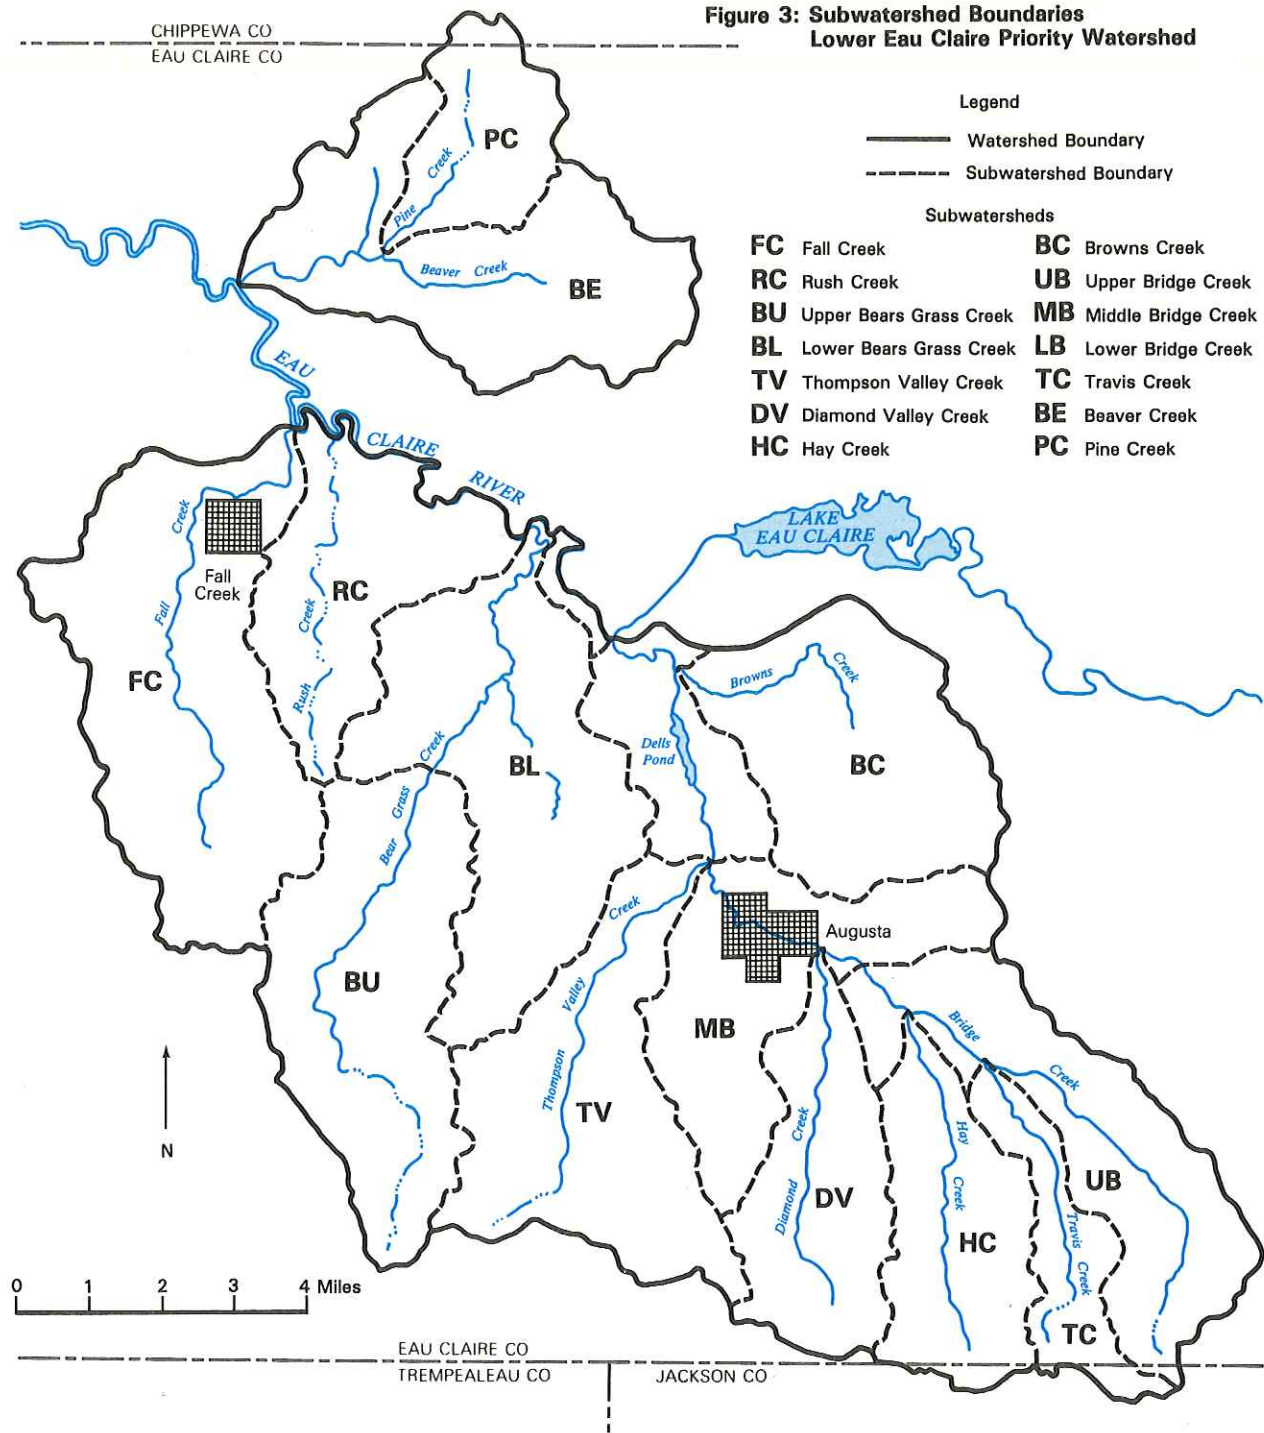 Figure 3: Subwatershed Boundaries
Lower Eau Claire Priority Watershed
CHIPPEWA CO
EAU CLAIRE CO
Legend
Watershed Boundary
Subwatershed Boundary
Subwatersheds
FC Fall Creek
RC Rush Creek
BU Upper Bears Grass Creek
BL Lower Bears Grass Creek
TV Thompson Valley Creek
DV Diamond Valley Creek
HC Hay Creek
BC Browns Creek
UB Upper Bridge Creek
MB Middle Bridge Creek
LB Lower Bridge Creek
TC Travis Creek
BE Beaver Creek
PC Pine Creek
PC
Pine Creek
Beaver Creek
BE
EAU CLAIRE RIVER
LAKE
EAU CLAIRE
Fall Creek
Fall
Creek
FC
RC
Rush Creek
Browns Creek
BC
Dells
Pond
BL
Bear Grass Creek
BU
Augusta
MB
Thompson Valley Creek
TV
Diamond Creek
DV
Bridge Creek
Hay Creek
HC
Travis Creek
TC
UB
N
0 1 2 3 4 Miles
EAU CLAIRE CO
TREMPEALEAU CO
JACKSON CO